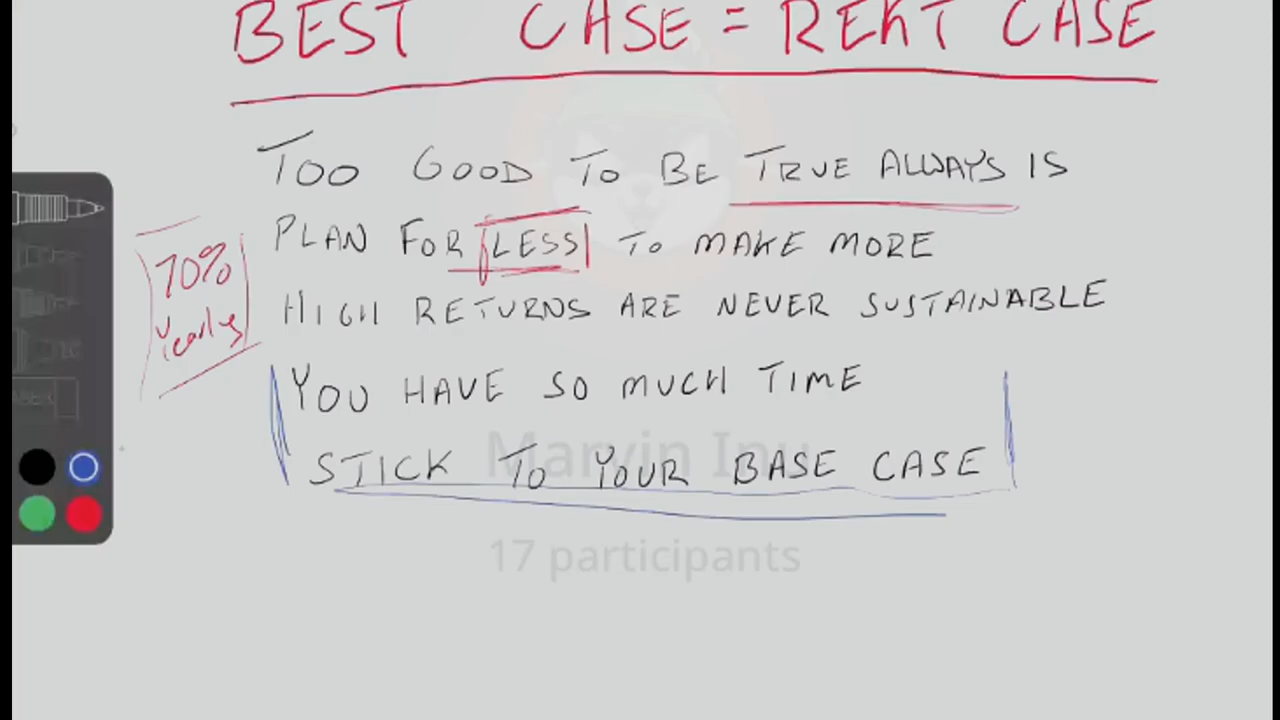 BEST CASE = REKT CASE
TOO GOOD TO BE TRUE ALWAYS IS
PLAN FOR LESS TO MAKE MORE
70%
Yearly
HIGH RETURNS ARE NEVER SUSTAINABLE
YOU HAVE SO MUCH TIME
STICK TO YOUR BASE CASE
Marvin Inu
17 participants